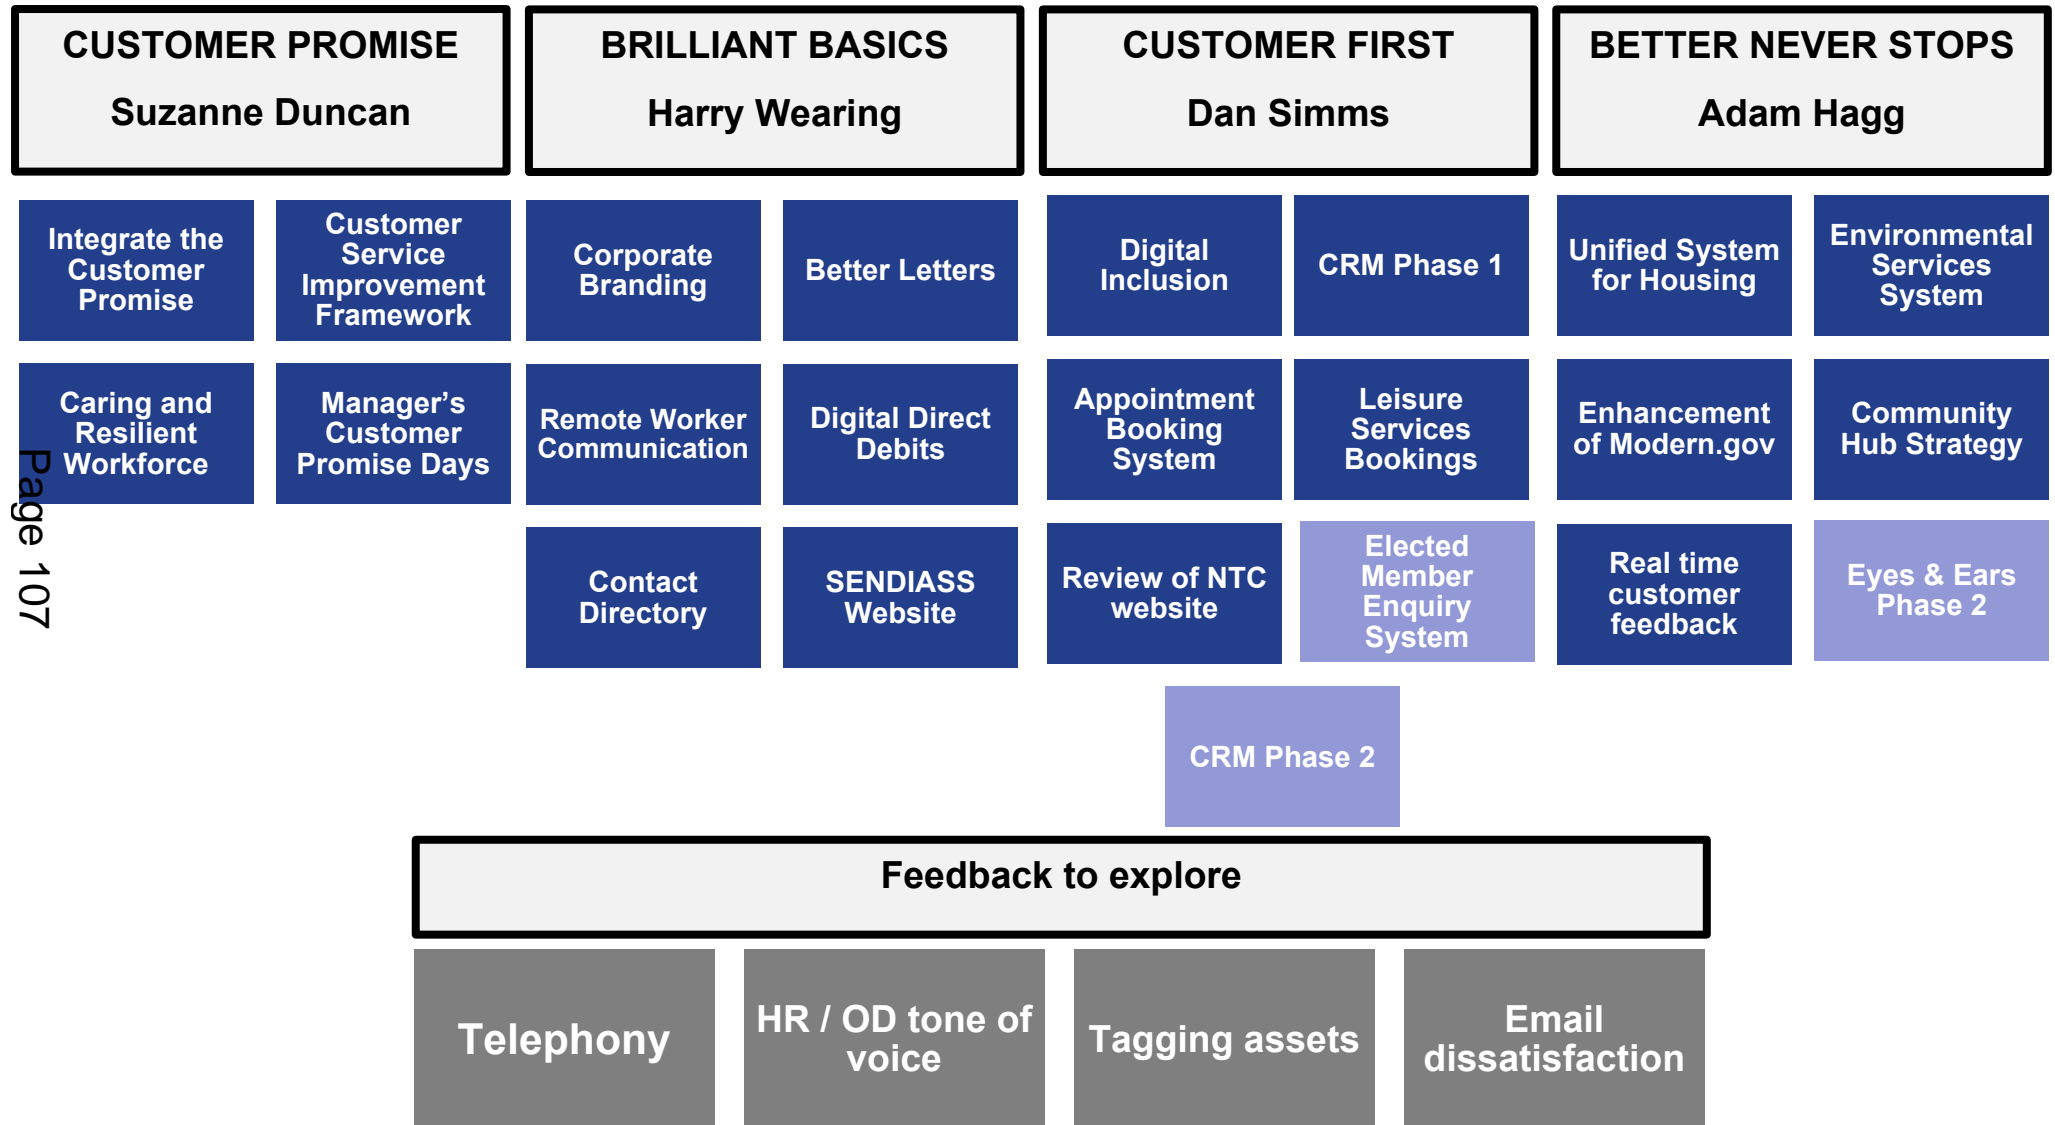 CUSTOMER PROMISE
Suzanne Duncan
BRILLIANT BASICS
Harry Wearing
CUSTOMER FIRST
Dan Simms
BETTER NEVER STOPS
Adam Hagg
Integrate the
Customer
Promise
Customer
Service
Improvement
Framework
Caring and
Resilient
Workforce
Manager’s
Customer
Promise Days
Corporate
Branding
Better Letters
Remote Worker
Communication
Digital Direct
Debits
Contact
Directory
SENDIASS
Website
Digital
Inclusion
CRM Phase 1
Appointment
Booking
System
Leisure
Services
Bookings
Review of NTC
website
Elected
Member
Enquiry
System
CRM Phase 2
Unified System
for Housing
Environmental
Services
System
Enhancement
of Modern.gov
Community
Hub Strategy
Real time
customer
feedback
Eyes & Ears
Phase 2
Feedback to explore
Telephony
HR / OD tone of
voice
Tagging assets
Email
dissatisfaction
Page 107